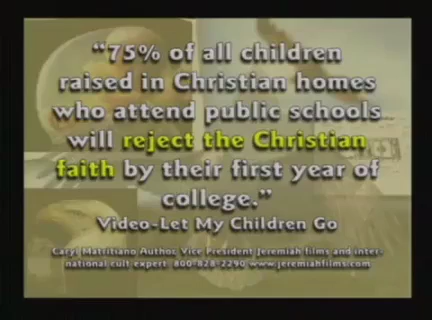 “75% of all children
raised in Christian homes
who attend public schools
will reject the Christian
faith by their first year of
college.”
Video-Let My Children Go
Caryl Matritiano Author, Vice President Jeremiah films and inter-
national cult expert 800-828-2290 www.jeremiahfilms.com